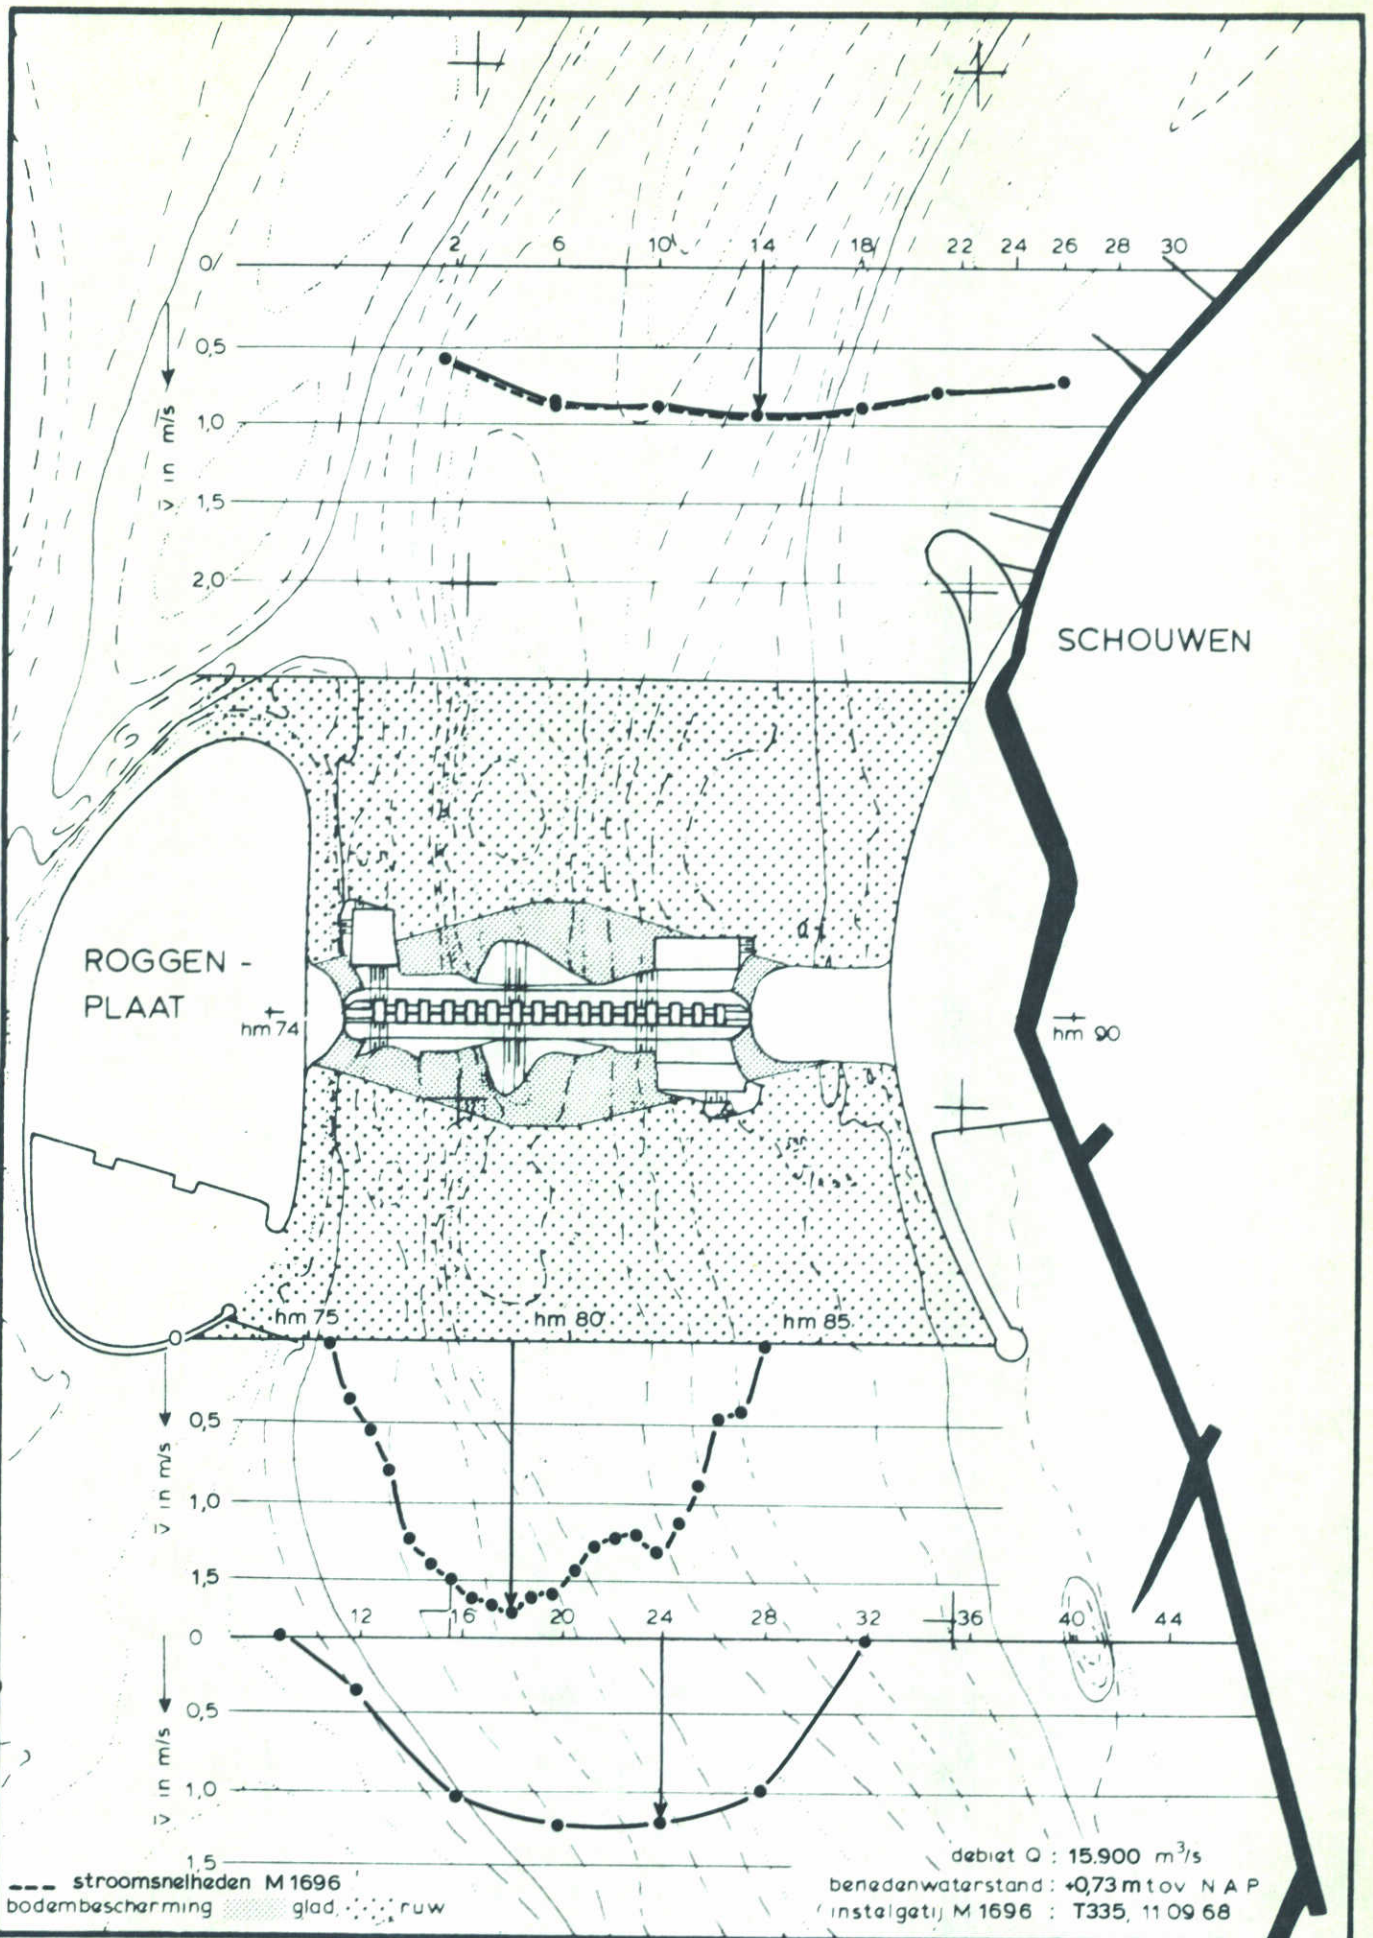 2 6 10 14 18 22 24 26 28 30
0
0,5
1,0
1,5
2,0
v̄ in m/s
SCHOUWEN
ROGGEN-
PLAAT
hm 74
hm 90
hm 75 hm 80 hm 85
0
0,5
1,0
1,5
v̄ in m/s
12 16 20 24 28 32 36 40 44
0
0,5
1,0
1,5
v̄ in m/s
debiet Q : 15.900 m³/s
stroomsnelheden M 1696
benedenwaterstand : +0,73 m tov N A P
bodembescherming glad, ruw
instelgetij M 1696 : T335, 11 09 68